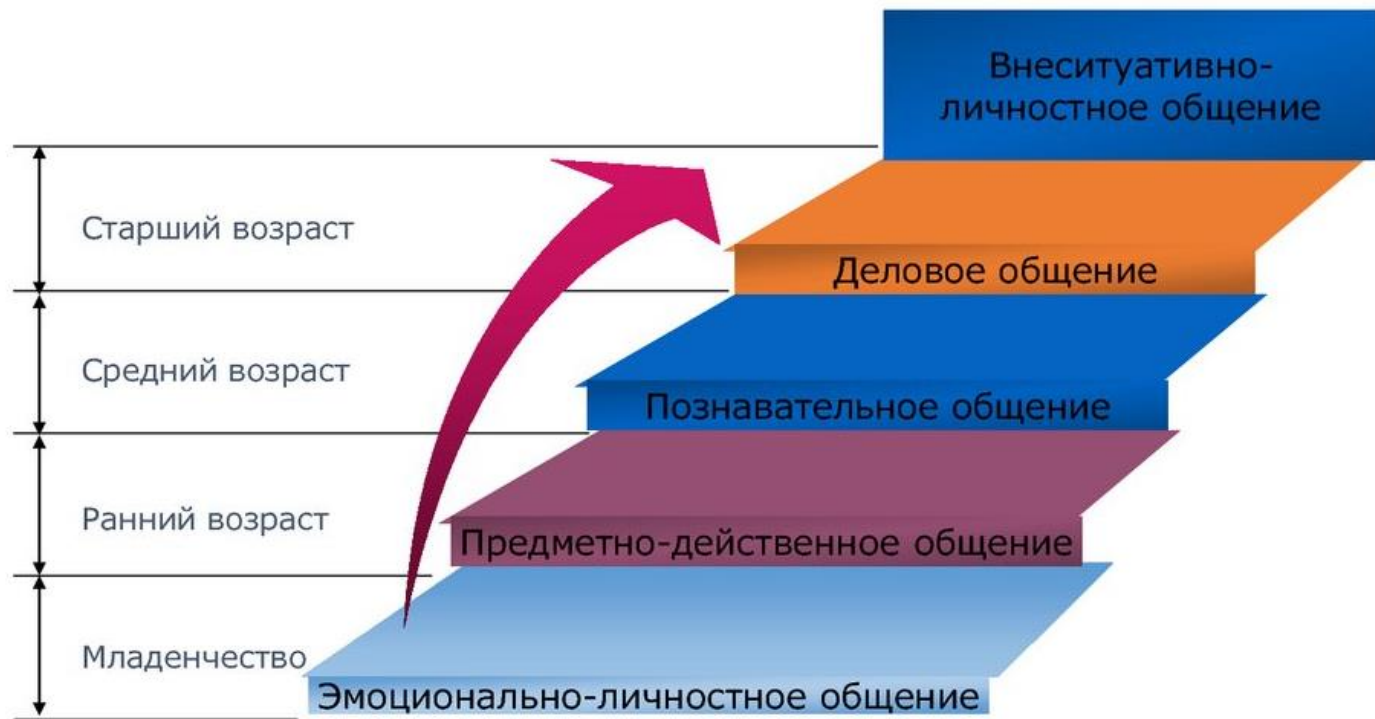 Внеситуативно-
личностное общение
Старший возраст
Деловое общение
Средний возраст
Познавательное общение
Ранний возраст
Предметно-действенное общение
Младенчество
Эмоционально-личностное общение